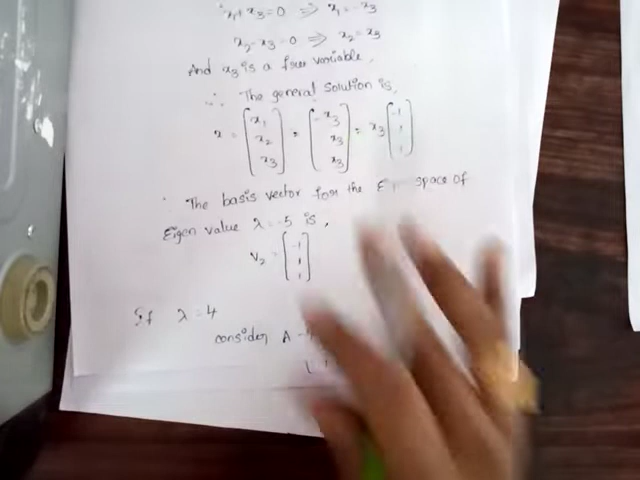 x₁+x₃=0 ⇒ x₁=-x₃
x₂-x₃=0 ⇒ x₂=x₃
And x₃ is a free variable.
∴ The general solution is,
x = [x₁ x₂ x₃] = [-x₃ x₃ x₃] = x₃ [-1 1 1]
∴ The basis vector for the space of
Eigen value λ=5 is,
V₂ = [-1 1 1]
If λ=4
consider A